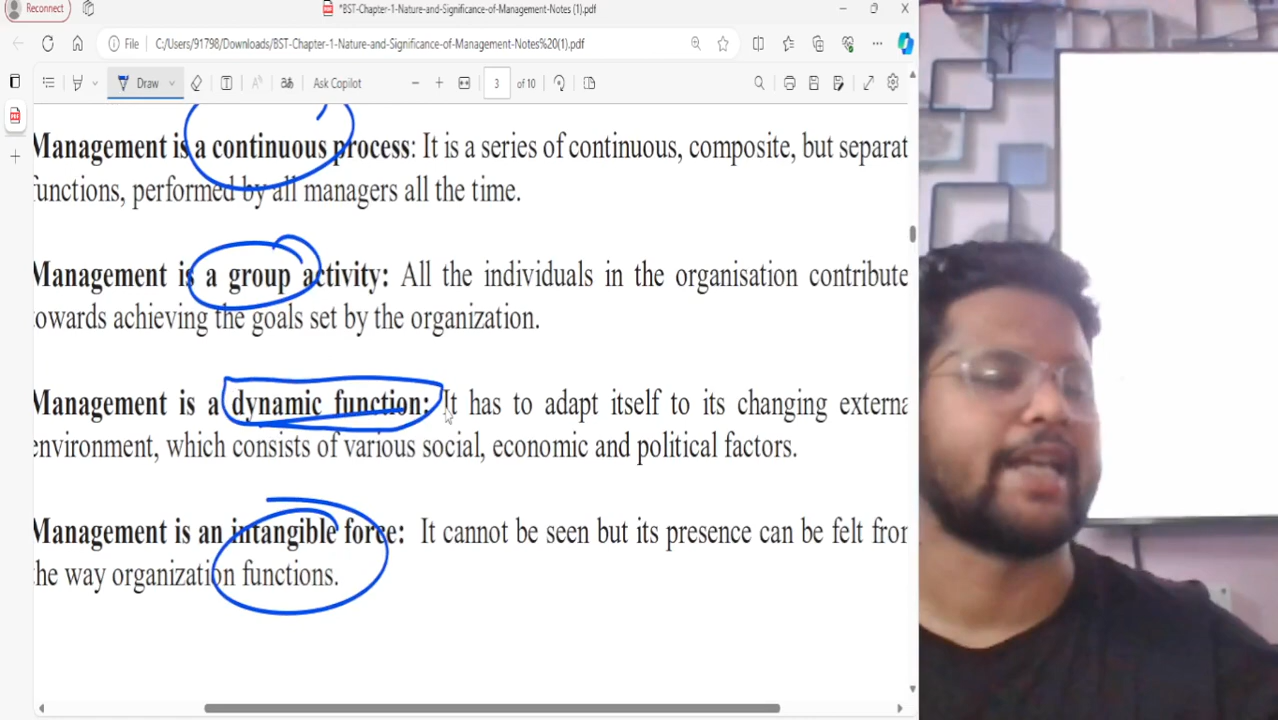 Reconnect
*BST-Chapter-1-Nature-and-Significance-of-Management-Notes (1).pdf
File C:/Users/91798/Downloads/BST-Chapter-1-Nature-and-Significance-of-Management-Notes%20(1).pdf
Draw Ask Copilot 3 of 10
Management is a continuous process: It is a series of continuous, composite, but separat
functions, performed by all managers all the time.
Management is a group activity: All the individuals in the organisation contribute
towards achieving the goals set by the organization.
Management is a dynamic function: It has to adapt itself to its changing externa
environment, which consists of various social, economic and political factors.
Management is an intangible force: It cannot be seen but its presence can be felt fro
the way organization functions.